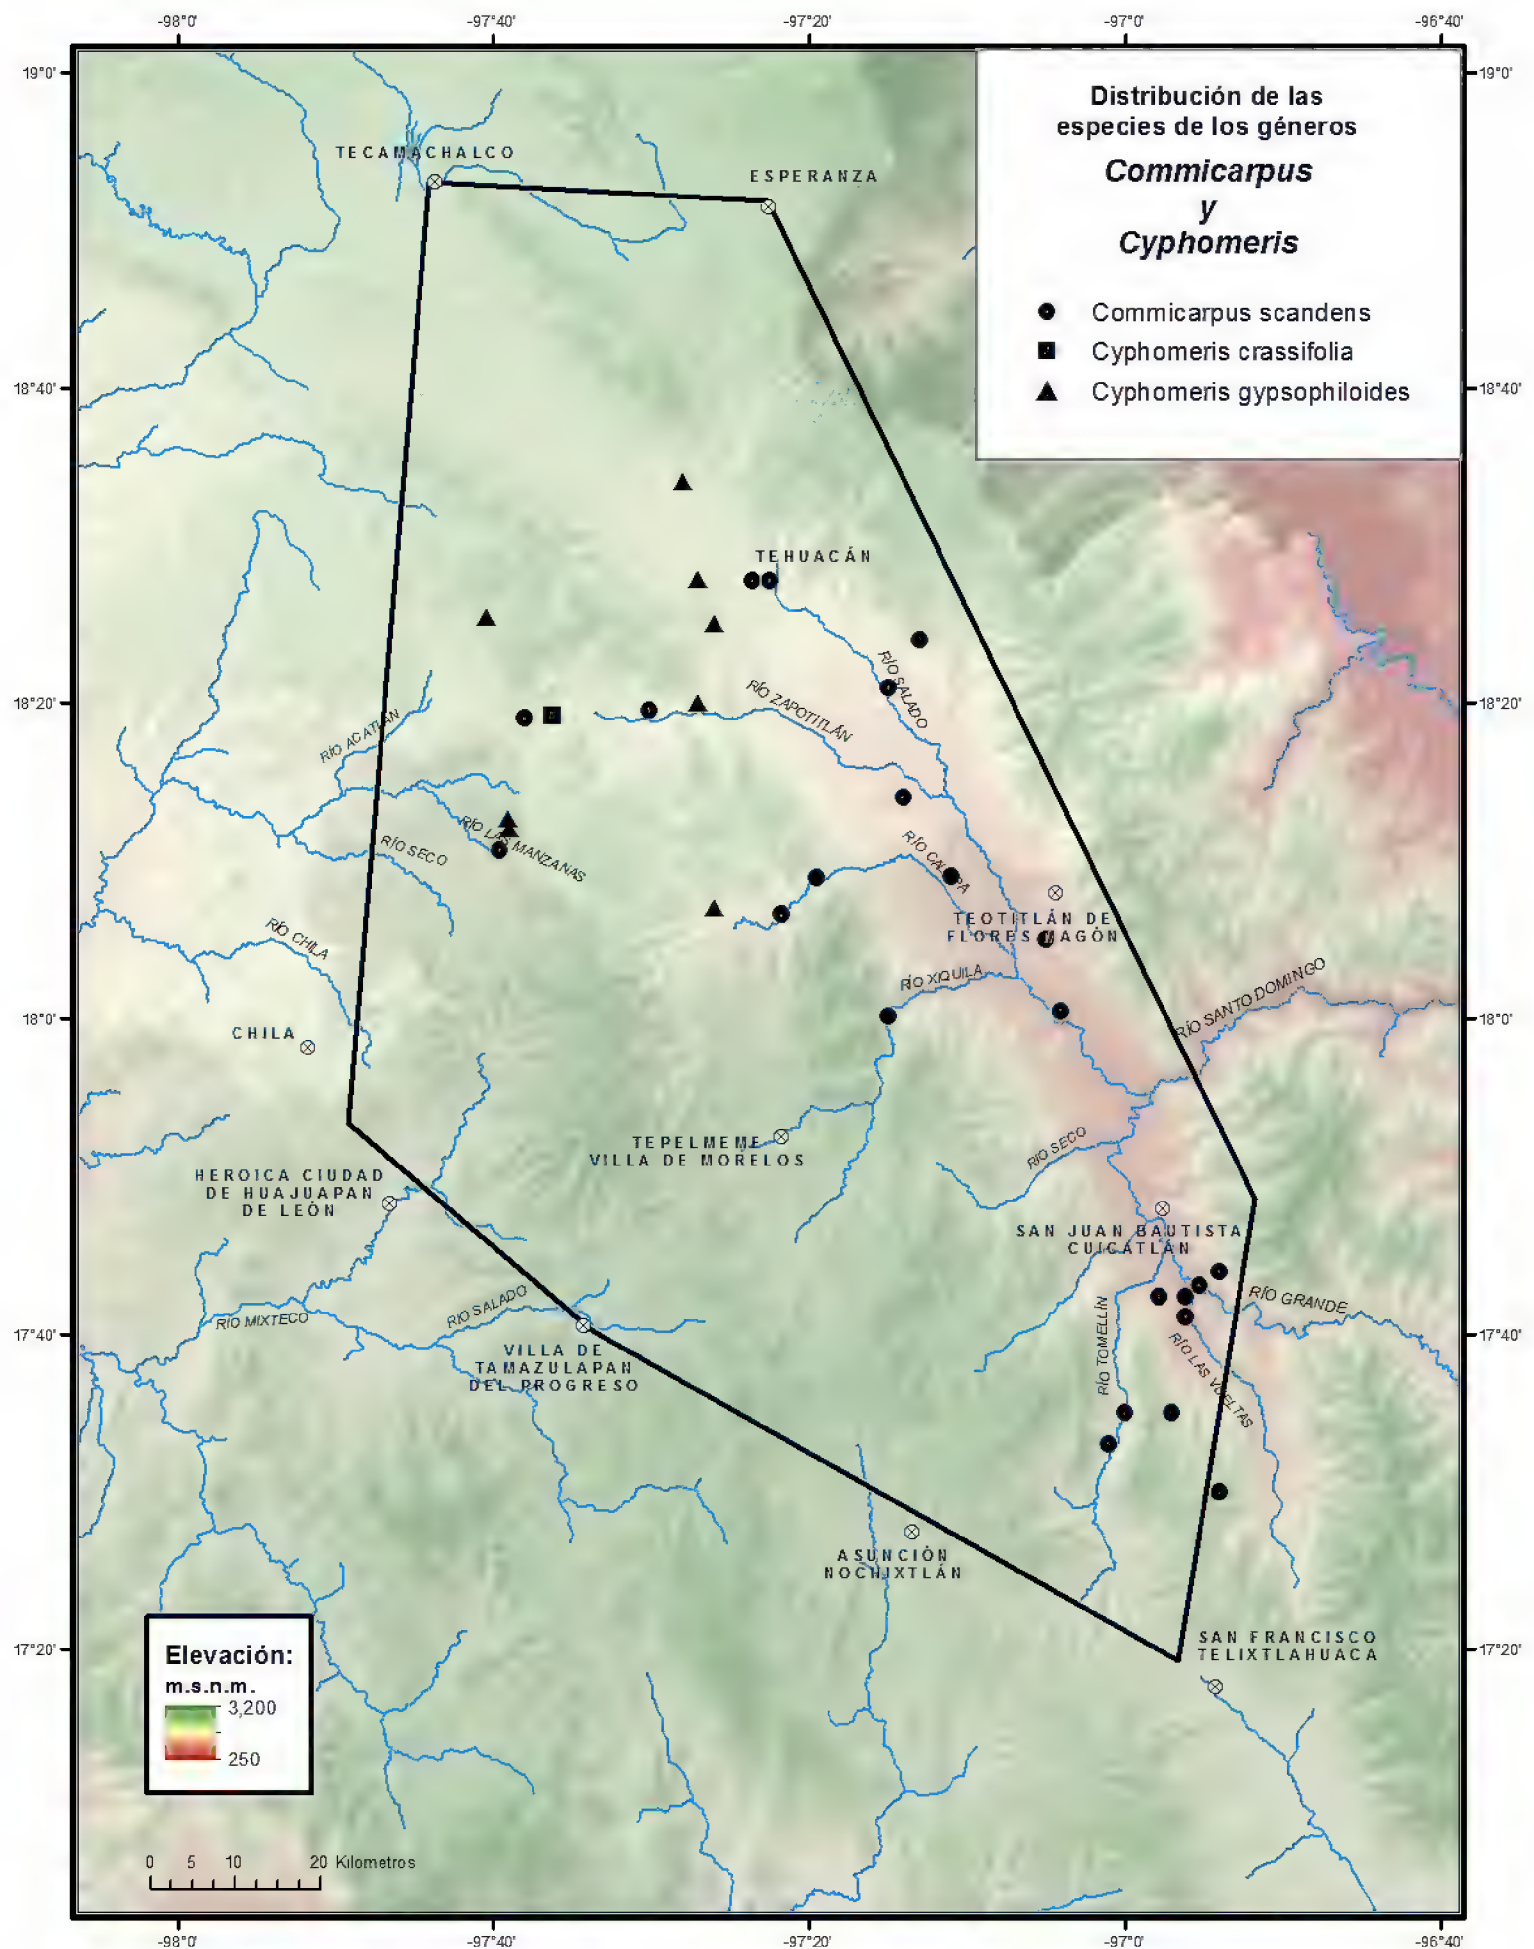 -98°0'
-97°40'
-97°20'
-97°0'
-96°40'
19°0'
19°0'
Distribución de las
especies de los géneros
Commicarpus
y
Cyphomeris
Commicarpus scandens
Cyphomeris crassifolia
Cyphomeris gypsophiloides
TECAMACHALCO
ESPERANZA
18°40'
18°40'
TEHUACÁN
RÍO SALADO
RÍO ZAPOTITLÁN
18°20'
18°20'
RÍO ACATLÁN
RÍO LAS MANZANAS
RÍO SECO
RÍO CALAPA
TEOTITLÁN DE
FLORES MAGÓN
RÍO CHILA
RÍO XIQUILA
RÍO SANTO DOMINGO
18°0'
18°0'
CHILA
TEPELMEME
VILLA DE MORELOS
RÍO SECO
HEROICA CIUDAD
DE HUAJUAPAN
DE LEÓN
SAN JUAN BAUTISTA
CUICATLÁN
RÍO GRANDE
RÍO SALADO
RÍO MIXTECO
RÍO TOMELLÍN
RÍO LAS VUELTAS
17°40'
17°40'
VILLA DE
TAMAZULAPAN
DEL PROGRESO
ASUNCIÓN
NOCHIXTLÁN
SAN FRANCISCO
TELIXTLAHUACA
17°20'
17°20'
Elevación:
m.s.n.m.
3,200
250
0 5 10 20 Kilometros
-98°0'
-97°40'
-97°20'
-97°0'
-96°40'